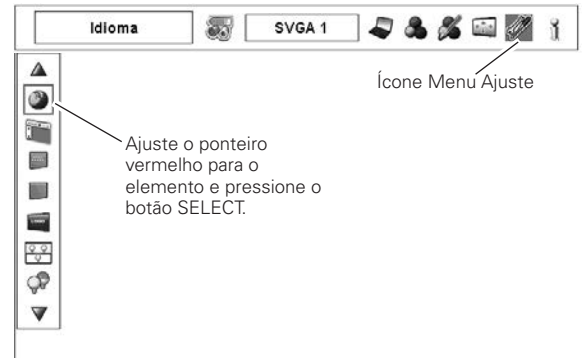 Idioma
SVGA 1
Ícone Menu Ajuste
Ajuste o ponteiro
vermelho para o
elemento e pressione o
botão SELECT.